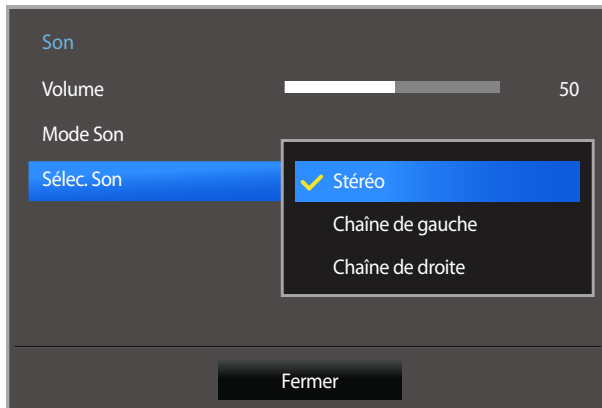 Son
Volume 50
Mode Son
Sélec. Son
Stéréo
Chaîne de gauche
Chaîne de droite
Fermer